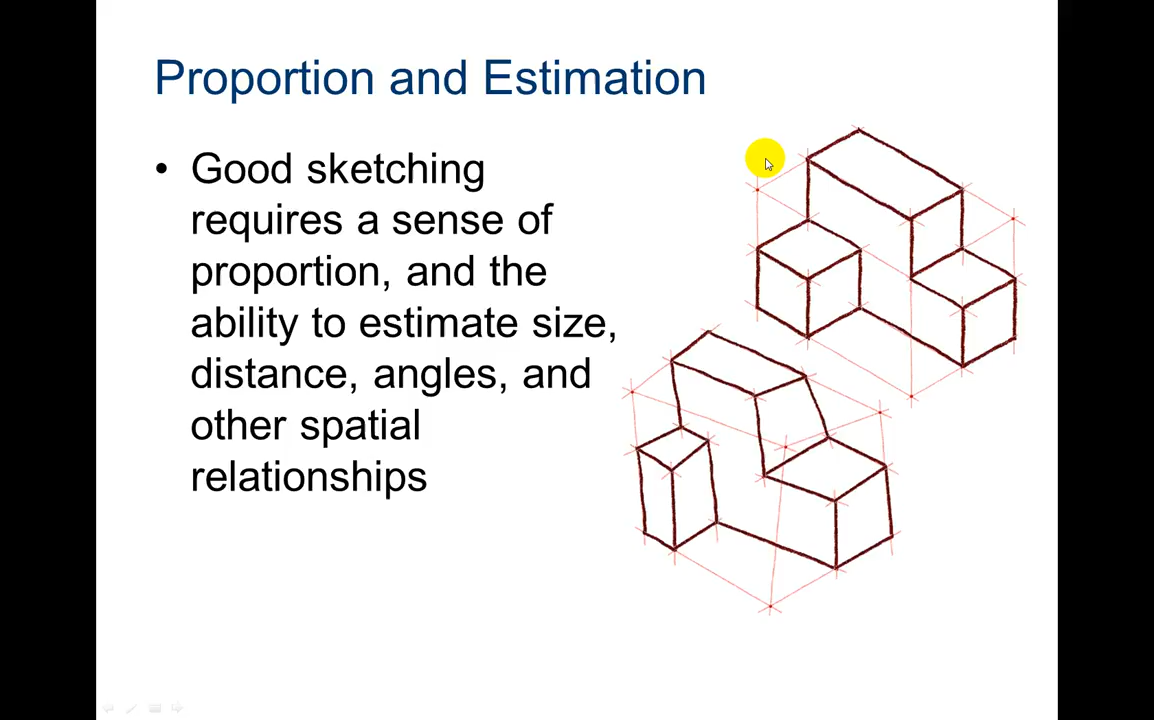 Proportion and Estimation
• Good sketching
requires a sense of
proportion, and the
ability to estimate size,
distance, angles, and
other spatial
relationships